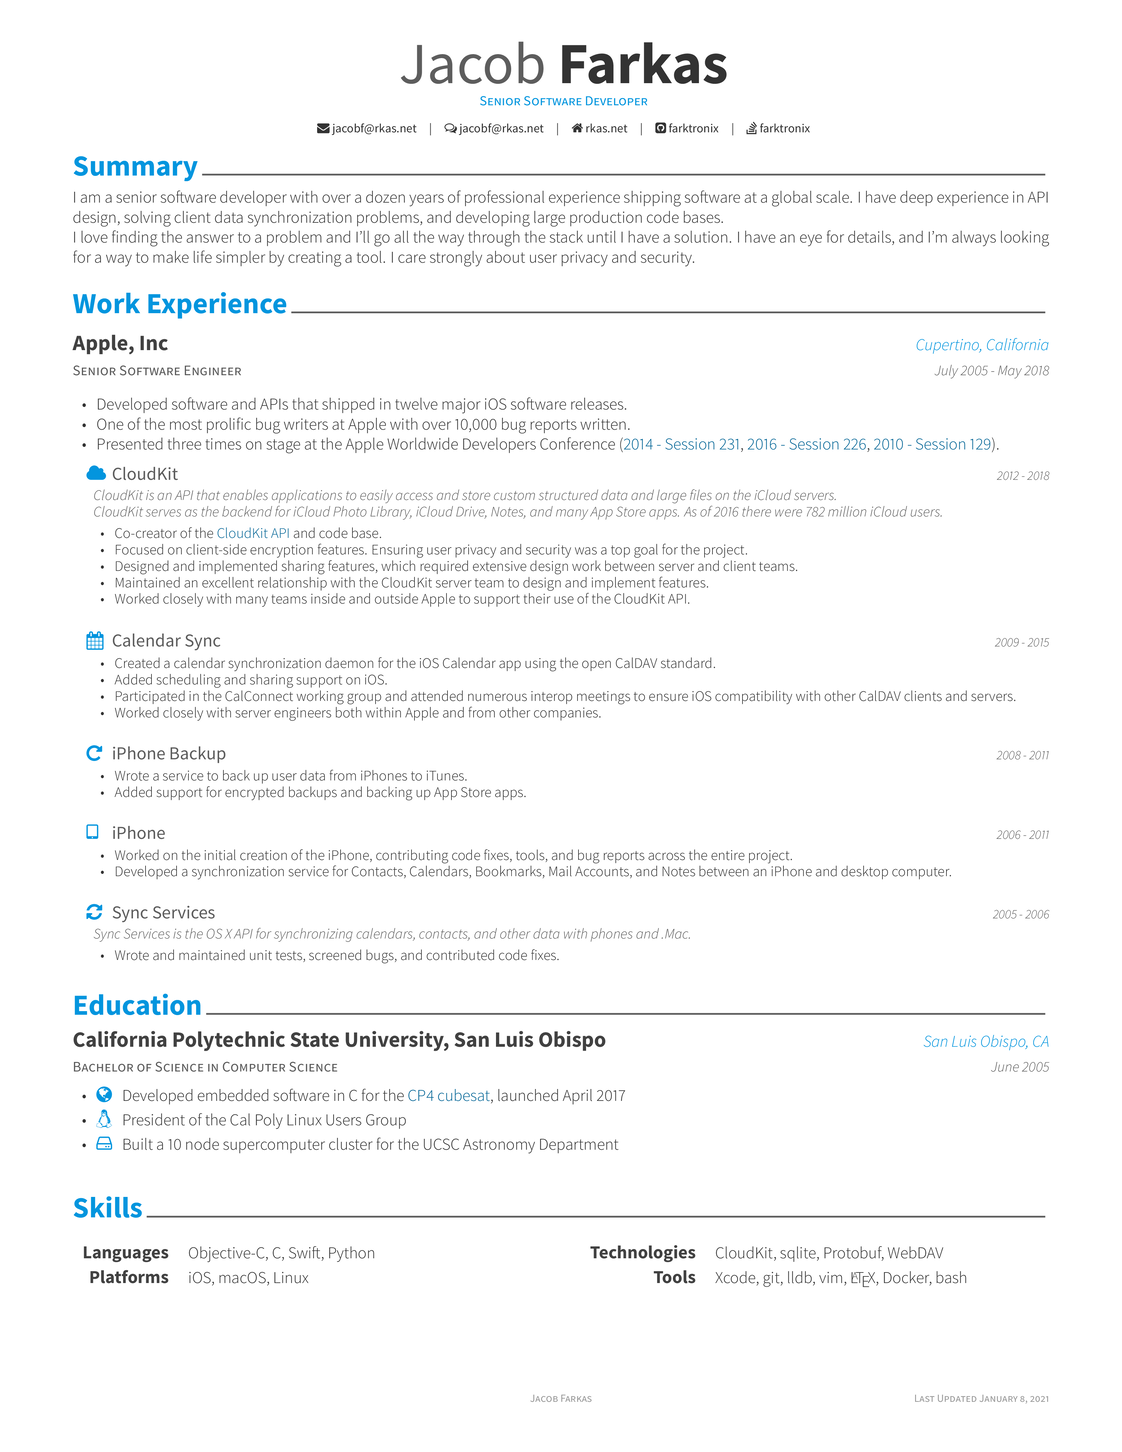 Jacob Farkas
Senior Software Developer
jacobf@rkas.net | jacobf@rkas.net | rkas.net | farktronix | farktronix
Summary
I am a senior software developer with over a dozen years of professional experience shipping software at a global scale. I have deep experience in API
design, solving client data synchronization problems, and developing large production code bases.
I love finding the answer to a problem and I'll go all the way through the stack until I have a solution. I have an eye for details, and I'm always looking
for a way to make life simpler by creating a tool. I care strongly about user privacy and security.
Work Experience
Apple, Inc Cupertino, California
Senior Software Engineer July 2005 - May 2018
• Developed software and APIs that shipped in twelve major iOS software releases.
• One of the most prolific bug writers at Apple with over 10,000 bug reports written.
• Presented three times on stage at the Apple Worldwide Developers Conference (2014 - Session 231, 2016 - Session 226, 2010 - Session 129).
CloudKit 2012 - 2018
CloudKit is an API that enables applications to easily access and store custom structured data and large files on the iCloud servers.
CloudKit serves as the backend for iCloud Photo Library, iCloud Drive, Notes, and many App Store apps. As of 2016 there were 782 million iCloud users.
• Co-creator of the CloudKit API and code base.
• Focused on client-side encryption features. Ensuring user privacy and security was a top goal for the project.
• Designed and implemented sharing features, which required extensive design work between server and client teams.
• Maintained an excellent relationship with the CloudKit server team to design and implement features.
• Worked closely with many teams inside and outside Apple to support their use of the CloudKit API.
Calendar Sync 2009 - 2015
• Created a calendar synchronization daemon for the iOS Calendar app using the open CalDAV standard.
• Added scheduling and sharing support on iOS.
• Participated in the CalConnect working group and attended numerous interop meetings to ensure iOS compatibility with other CalDAV clients and servers.
• Worked closely with server engineers both within Apple and from other companies.
iPhone Backup 2008 - 2011
• Wrote a service to back up user data from iPhones to iTunes.
• Added support for encrypted backups and backing up App Store apps.
iPhone 2006 - 2011
• Worked on the initial creation of the iPhone, contributing code fixes, tools, and bug reports across the entire project.
• Developed a synchronization service for Contacts, Calendars, Bookmarks, Mail Accounts, and Notes between an iPhone and desktop computer.
Sync Services 2005 - 2006
Sync Services is the OS X API for synchronizing calendars, contacts, and other data with phones and .Mac.
• Wrote and maintained unit tests, screened bugs, and contributed code fixes.
Education
California Polytechnic State University, San Luis Obispo San Luis Obispo, CA
Bachelor of Science in Computer Science June 2005
• Developed embedded software in C for the CP4 cubesat, launched April 2017
• President of the Cal Poly Linux Users Group
• Built a 10 node supercomputer cluster for the UCSC Astronomy Department
Skills
Languages Objective-C, C, Swift, Python Technologies CloudKit, sqlite, Protobuf, WebDAV
Platforms iOS, macOS, Linux Tools Xcode, git, lldb, vim, LaTeX, Docker, bash
Jacob Farkas Last Updated January 8, 2021